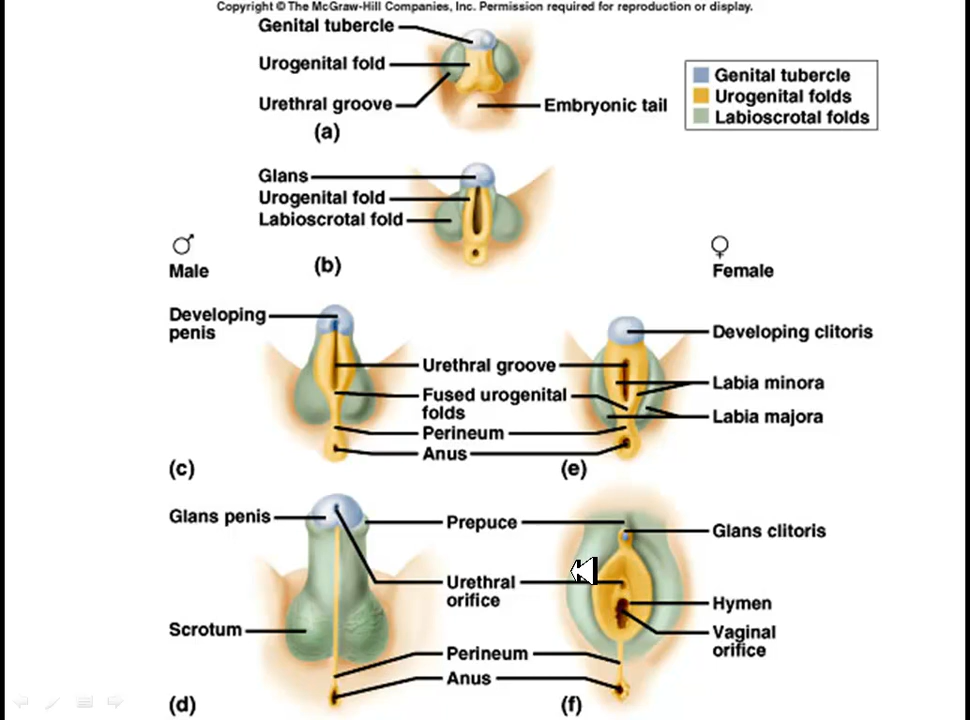 Copyright © The McGraw-Hill Companies, Inc. Permission required for reproduction or display.
Genital tubercle
Urogenital fold
Urethral groove
Embryonic tail
(a)
Genital tubercle
Urogenital folds
Labioscrotal folds
Glans
Urogenital fold
Labioscrotal fold
(b)
♂
Male
♀
Female
Developing
penis
Urethral groove
Fused urogenital
folds
Perineum
Anus
Developing clitoris
Labia minora
Labia majora
(c)
(e)
Glans penis
Scrotum
Prepuce
Urethral
orifice
Perineum
Anus
Glans clitoris
Hymen
Vaginal
orifice
(d)
(f)